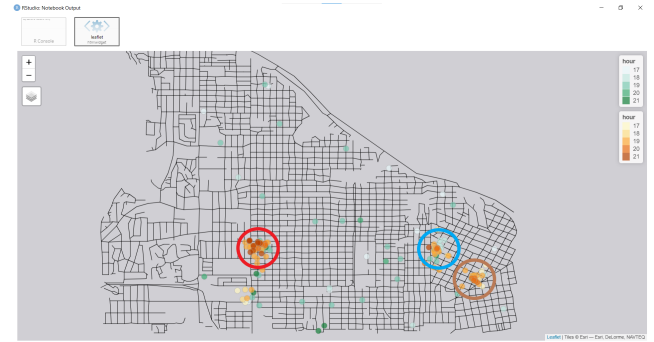 RStudio: Notebook Output
R Console
leaflet
htmlwidget
+
−
hour
17
18
19
20
21
hour
17
18
19
20
21
Leaflet | Tiles © Esri — Esri, DeLorme, NAVTEQ